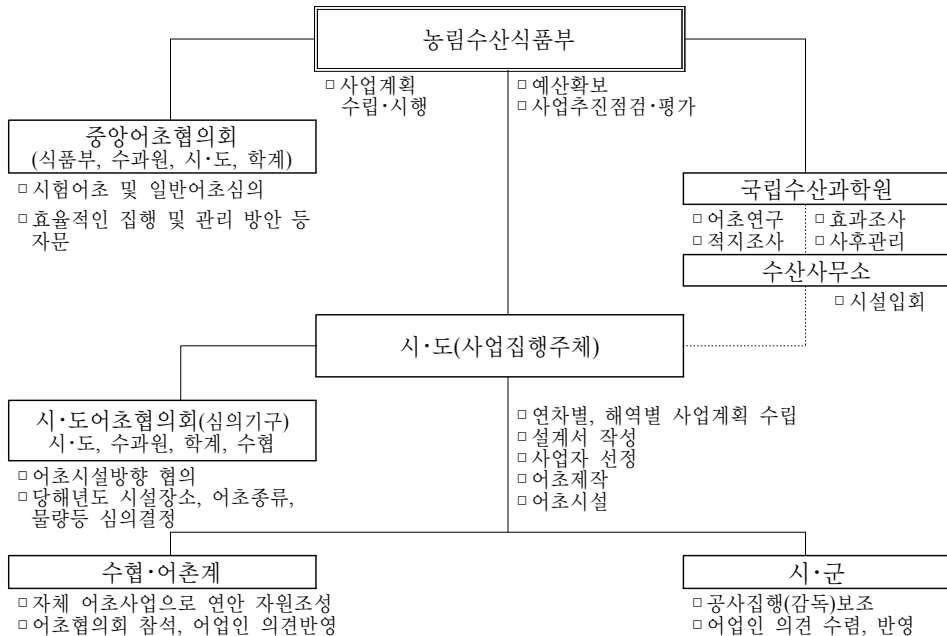 농림수산식품부
□ 사업계획
수립·시행
□ 예산확보
□ 사업추진점검·평가
중앙어초협의회
(식품부, 수과원, 시·도, 학계)
□ 시험어초 및 일반어초심의
□ 효율적인 집행 및 관리 방안 등
자문
국립수산과학원
□ 어초연구 □ 효과조사
□ 적지조사 □ 사후관리
수산사무소
□ 시설입회
시·도(사업집행주체)
시·도어초협의회(심의기구)
시·도, 수과원, 학계, 수협
□ 어초시설방향 협의
□ 당해년도 시설장소, 어초종류,
물량등 심의결정
□ 연차별, 해역별 사업계획 수립
□ 설계서 작성
□ 사업자 선정
□ 어초제작
□ 어초시설
수협·어촌계
□ 자체 어초사업으로 연안 자원조성
□ 어초협의회 참석, 어업인 의견반영
시·군
□ 공사집행(감독)보조
□ 어업인 의견 수렴, 반영